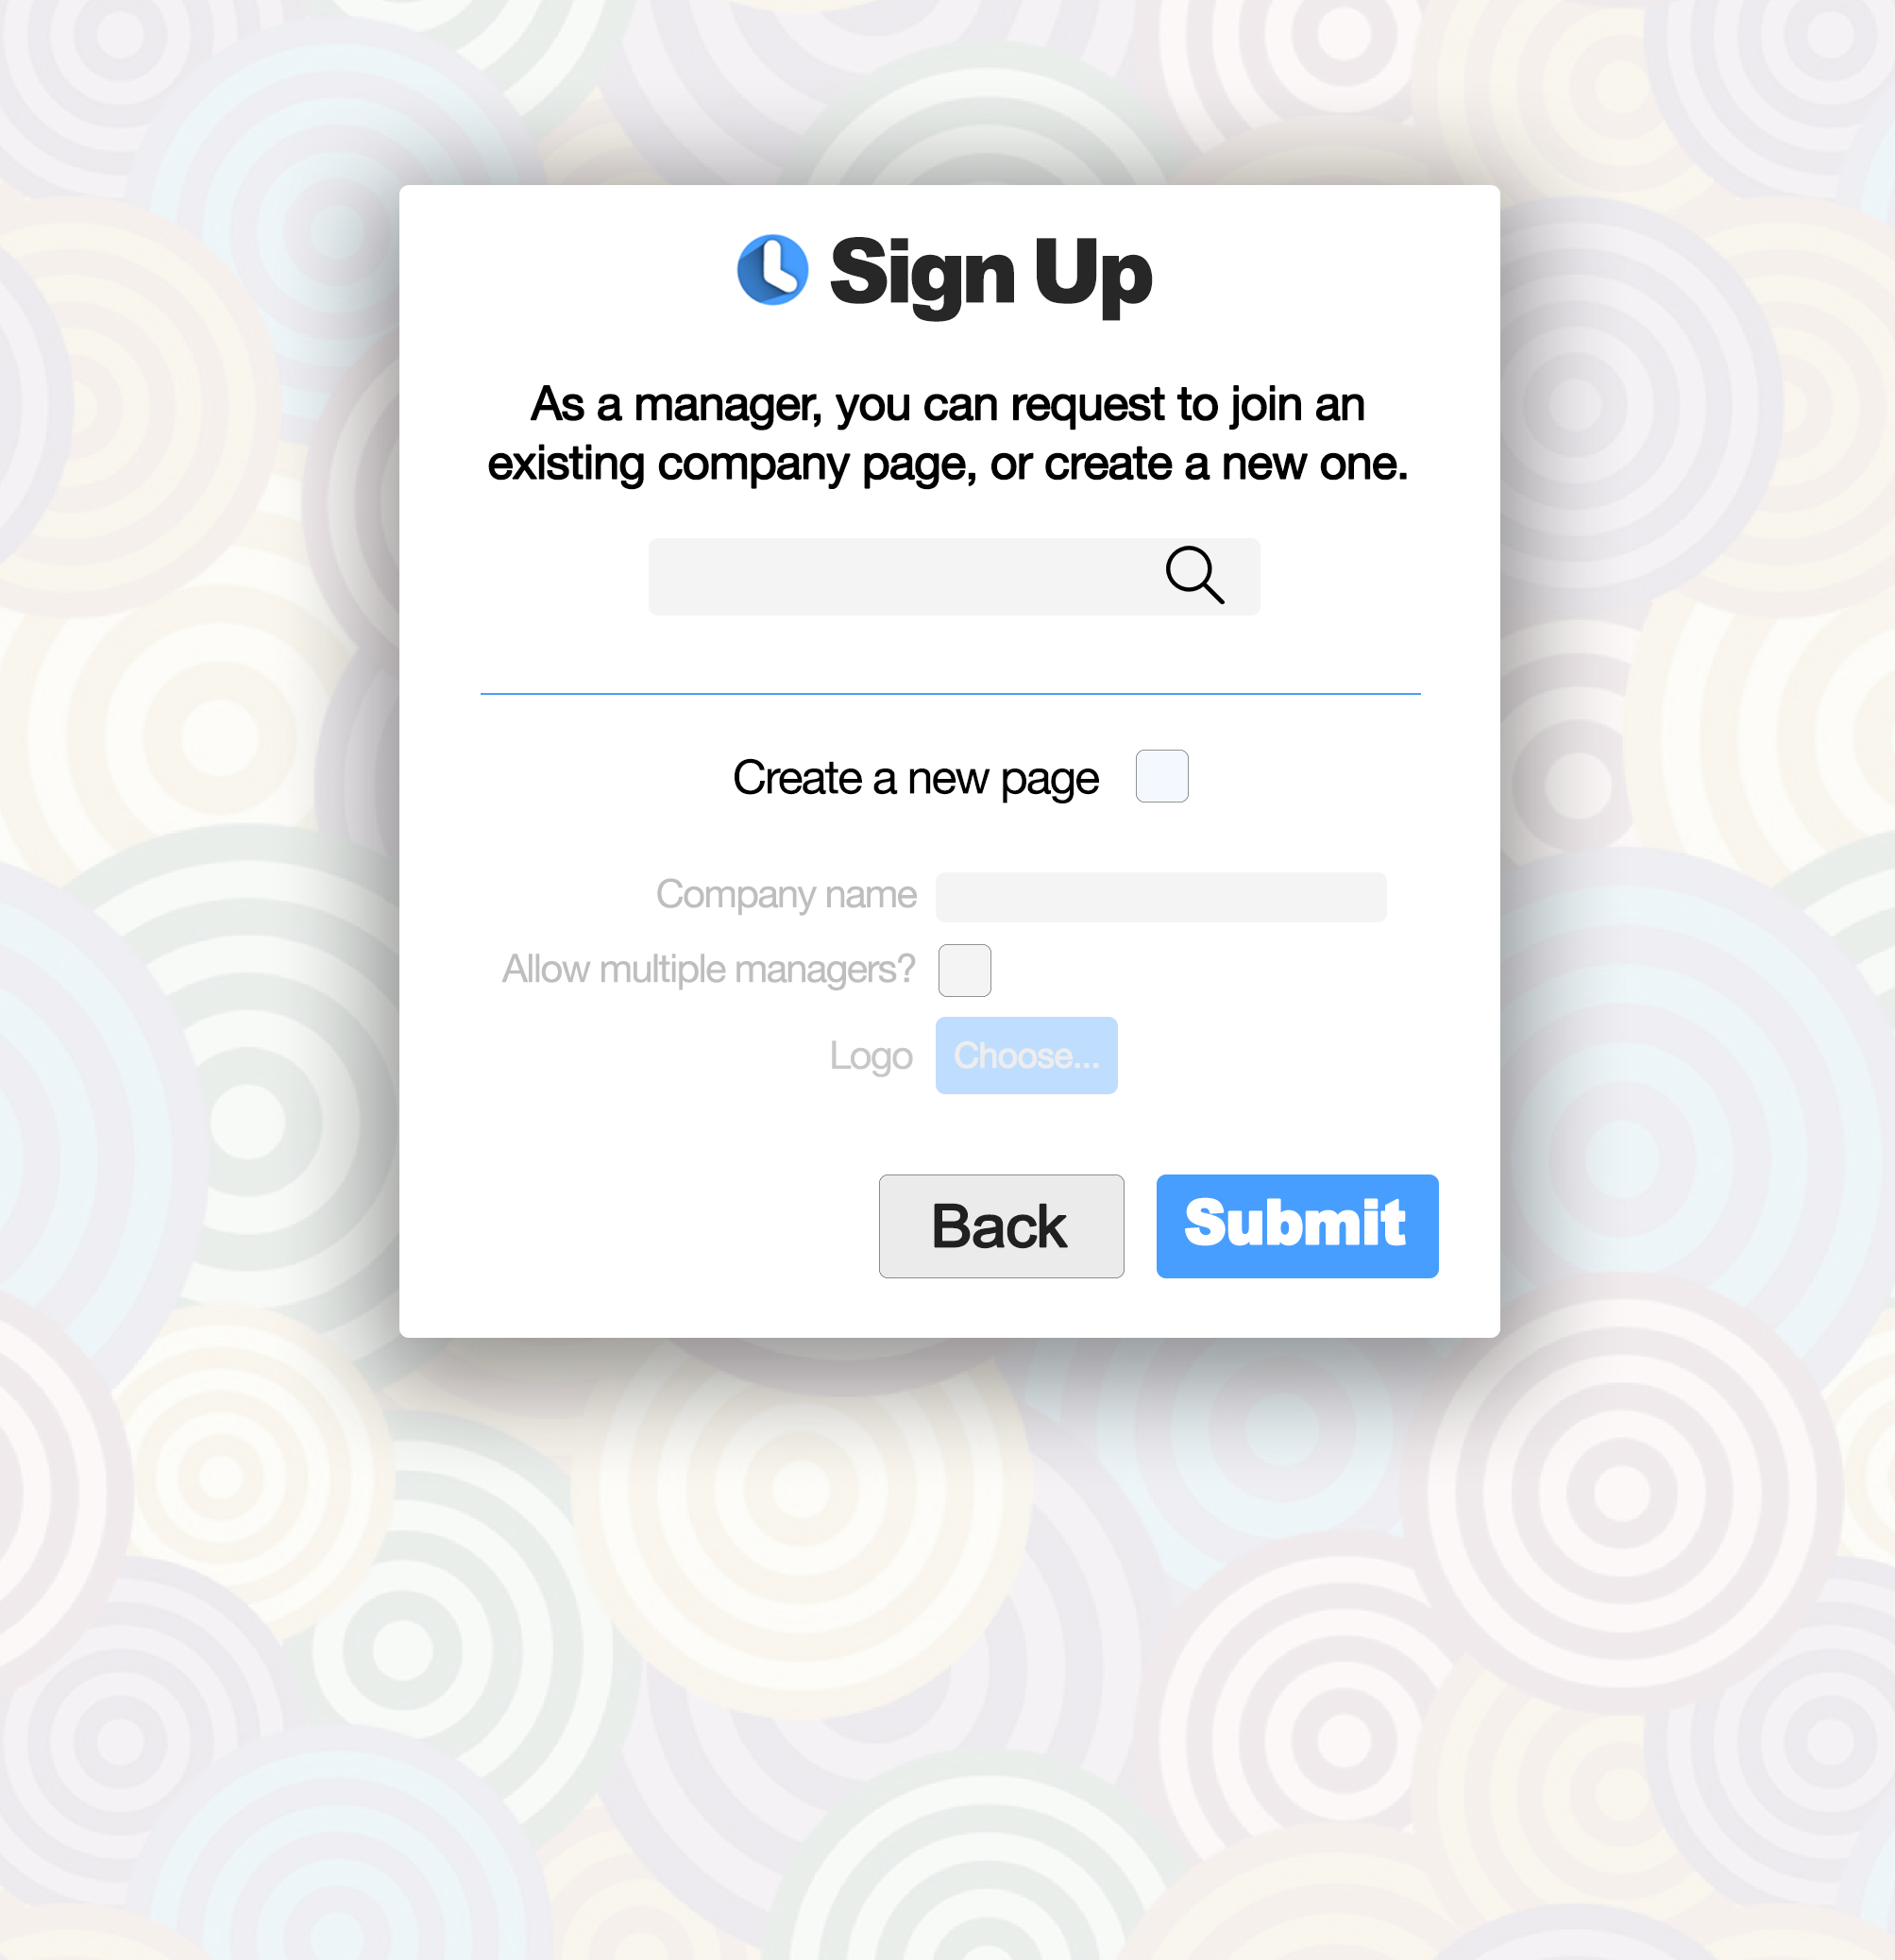 Sign Up
As a manager, you can request to join an
existing company page, or create a new one.
Create a new page
Company name
Allow multiple managers?
Logo Choose...
Back Submit